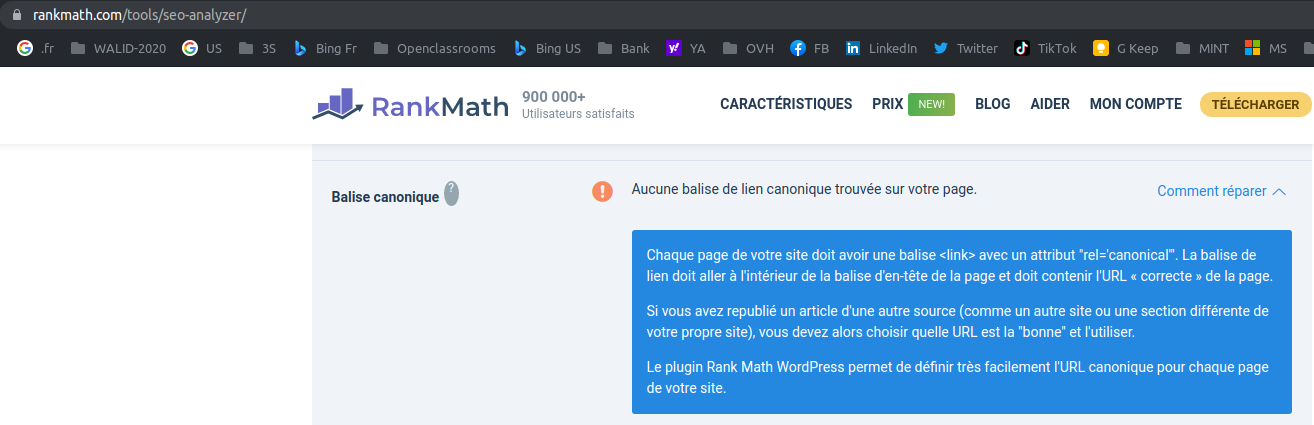 rankmath.com/tools/seo-analyzer/
.fr WALID-2020 US 3S Bing Fr Openclassrooms Bing US Bank YA OVH FB LinkedIn Twitter TikTok G Keep MINT MS
RankMath
900 000+
Utilisateurs satisfaits
CARACTÉRISTIQUES PRIX NEW! BLOG AIDER MON COMPTE TÉLÉCHARGER
Balise canonique ? Aucune balise de lien canonique trouvée sur votre page. Comment réparer
Chaque page de votre site doit avoir une balise <link> avec un attribut "rel='canonical'". La balise de
lien doit aller à l'intérieur de la balise d'en-tête de la page et doit contenir l'URL « correcte » de la page.
Si vous avez republié un article d'une autre source (comme un autre site ou une section différente de
votre propre site), vous devez alors choisir quelle URL est la "bonne" et l'utiliser.
Le plugin Rank Math WordPress permet de définir très facilement l'URL canonique pour chaque page
de votre site.